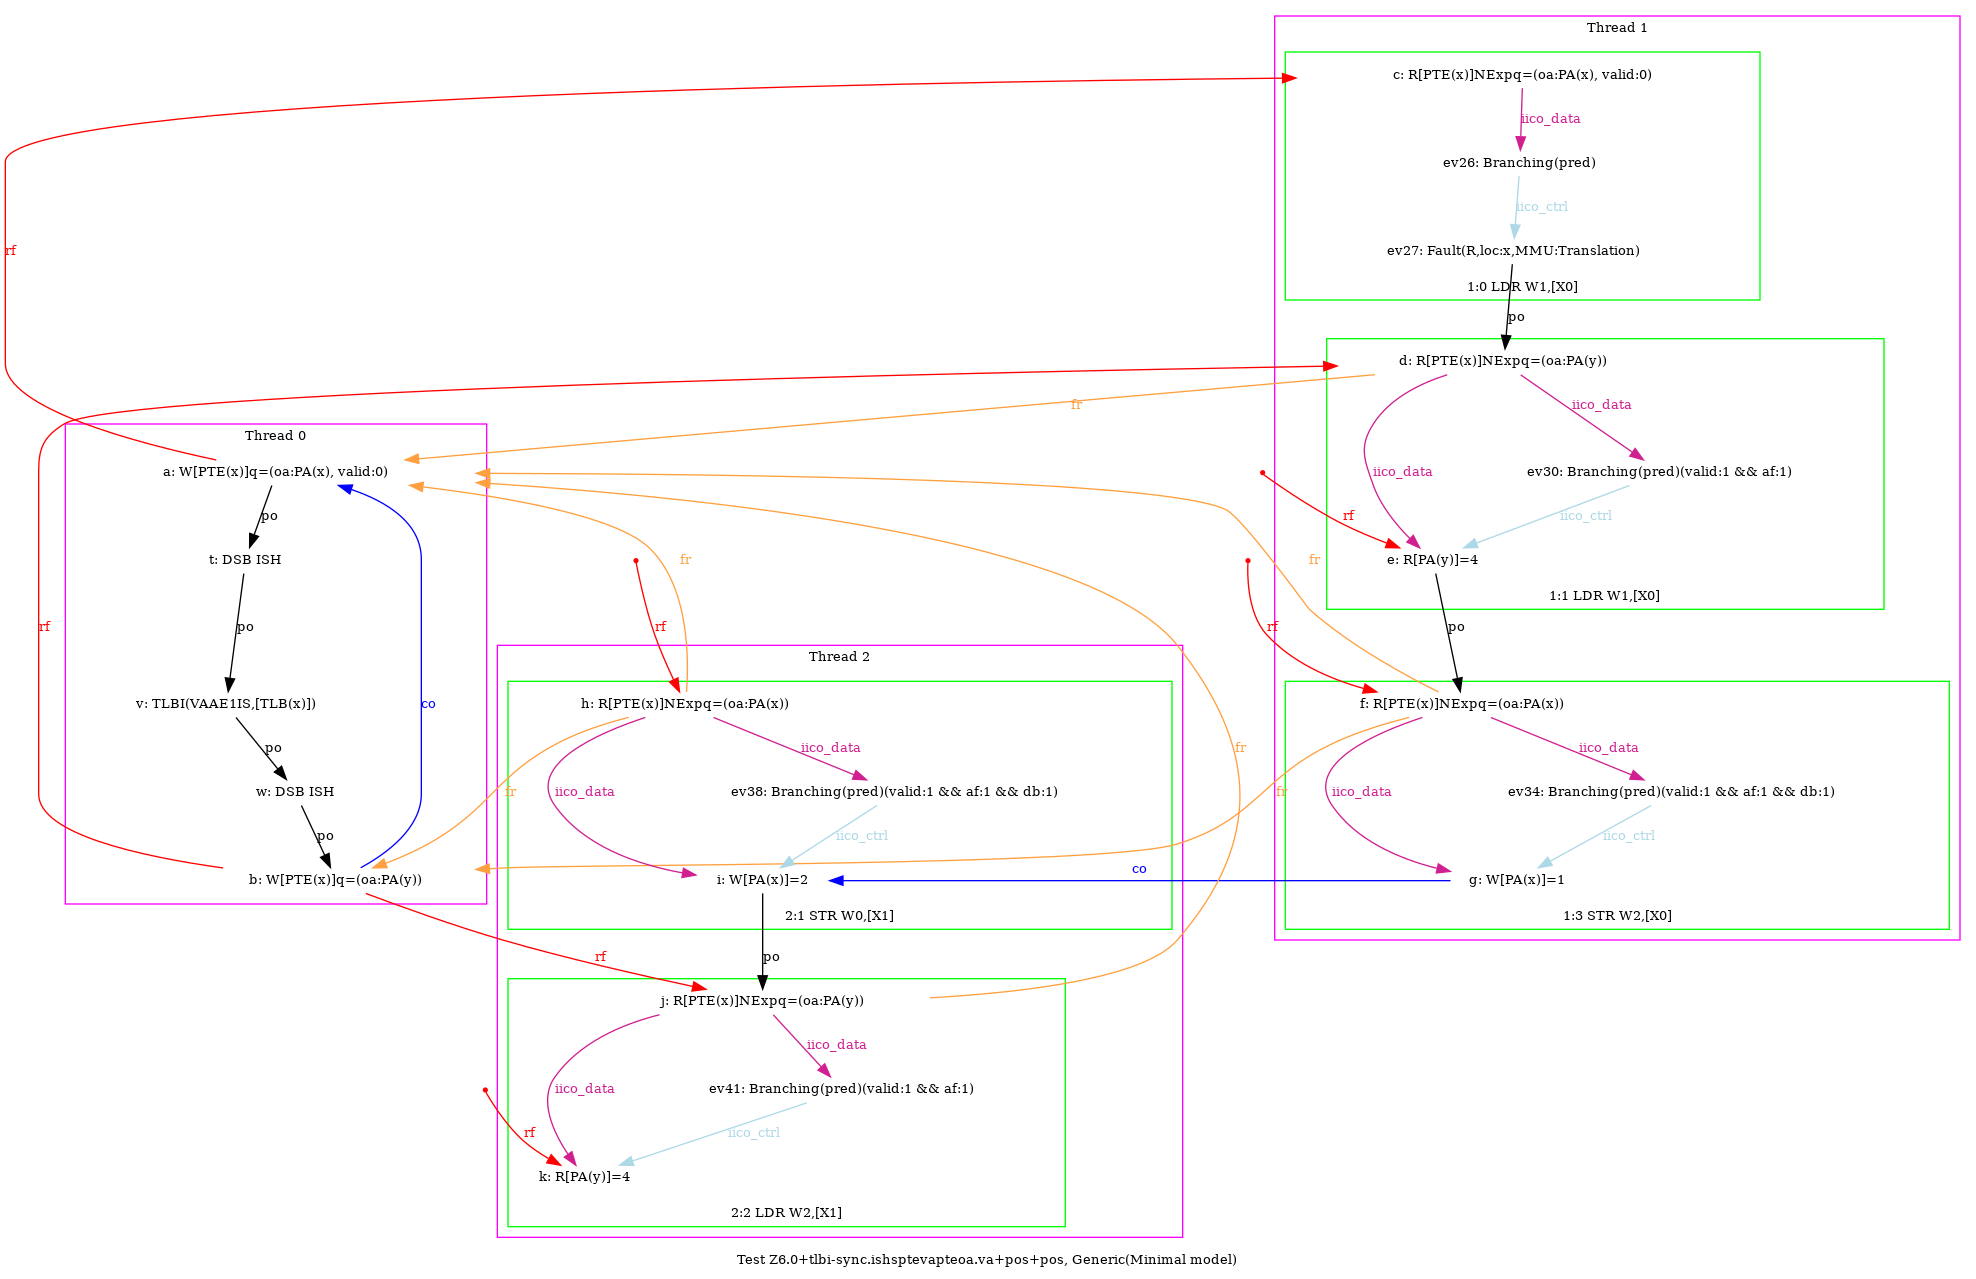 Thread 1
c: R[PTE(x)]NExpq=(oa:PA(x), valid:0)
iico_data
ev26: Branching(pred)
iico_ctrl
rf
ev27: Fault(R,loc:x,MMU:Translation)
1:0 LDR W1,[X0]
po
d: R[PTE(x)]NExpq=(oa:PA(y))
fr
iico_data
Thread 0
a: W[PTE(x)]q=(oa:PA(x), valid:0)
iico_data
ev30: Branching(pred)(valid:1 && af:1)
po
rf
iico_ctrl
t: DSB ISH
fr
fr
e: R[PA(y)]=4
1:1 LDR W1,[X0]
rf
po
rf
rf
po
Thread 2
v: TLBI(VAAE1IS,[TLB(x)])
co
h: R[PTE(x)]NExpq=(oa:PA(x))
f: R[PTE(x)]NExpq=(oa:PA(x))
po
iico_data
fr
iico_data
w: DSB ISH
fr
iico_data
ev38: Branching(pred)(valid:1 && af:1 && db:1)
fr
iico_data
ev34: Branching(pred)(valid:1 && af:1 && db:1)
po
iico_ctrl
iico_ctrl
b: W[PTE(x)]q=(oa:PA(y))
i: W[PA(x)]=2
co
g: W[PA(x)]=1
2:1 STR W0,[X1]
1:3 STR W2,[X0]
rf
po
j: R[PTE(x)]NExpq=(oa:PA(y))
iico_data
iico_data
ev41: Branching(pred)(valid:1 && af:1)
rf
iico_ctrl
k: R[PA(y)]=4
2:2 LDR W2,[X1]
Test Z6.0+tlbi-sync.ishsptevapteoa.va+pos+pos, Generic(Minimal model)